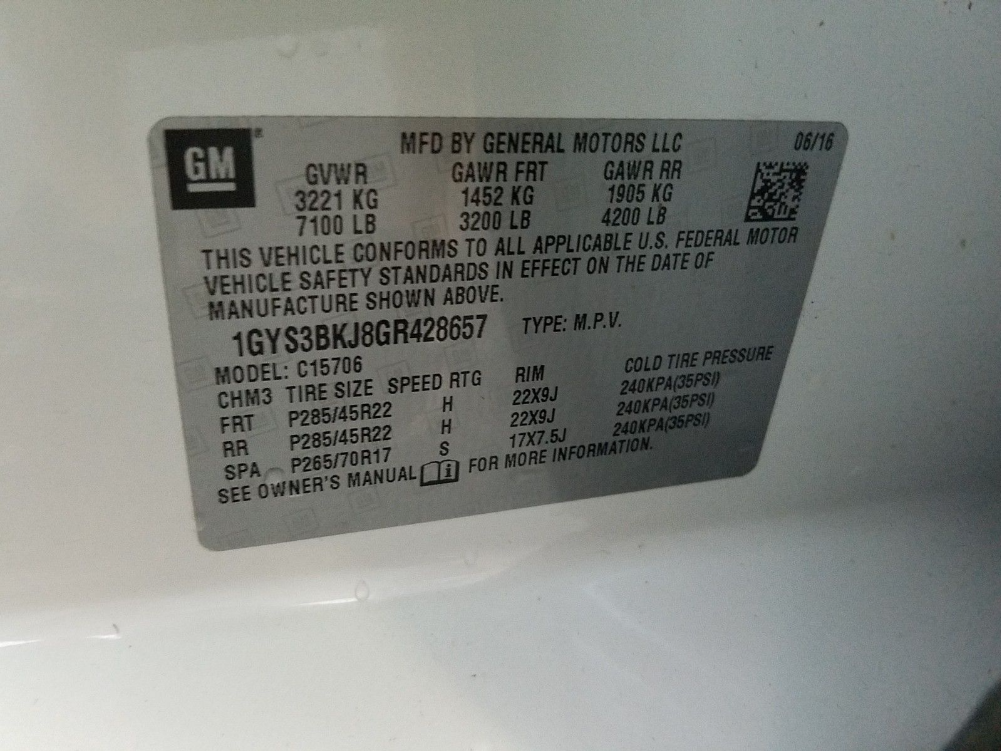 GM ®
MFD BY GENERAL MOTORS LLC 06/16
GVWR GAWR FRT GAWR RR
3221 KG 1452 KG 1905 KG
7100 LB 3200 LB 4200 LB
THIS VEHICLE CONFORMS TO ALL APPLICABLE U.S. FEDERAL MOTOR
VEHICLE SAFETY STANDARDS IN EFFECT ON THE DATE OF
MANUFACTURE SHOWN ABOVE.
1GYS3BKJ8GR428657 TYPE: M.P.V.
MODEL: C15706
CHM3 TIRE SIZE SPEED RTG RIM COLD TIRE PRESSURE
FRT P285/45R22 H 22X9J 240KPA(35PSI)
RR P285/45R22 H 22X9J 240KPA(35PSI)
SPA P265/70R17 S 17X7.5J 240KPA(35PSI)
SEE OWNER'S MANUAL i FOR MORE INFORMATION.